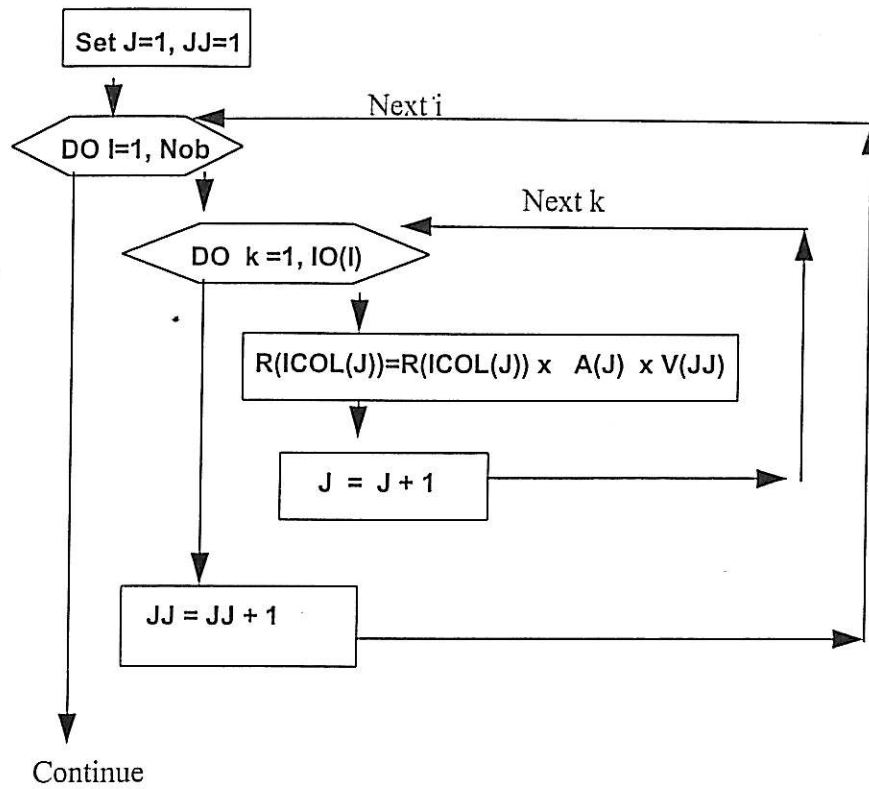 Set J=1, JJ=1
Next i
DO I=1, Nob
Next k
DO k =1, IO(I)
R(ICOL(J))=R(ICOL(J)) x A(J) x V(JJ)
J = J + 1
JJ = JJ + 1
Continue